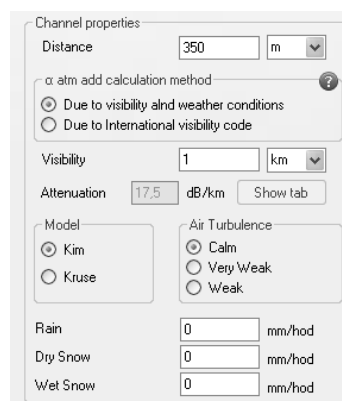 Channel properties
Distance 350 m
α atm add calculation method ?
Due to visibility alnd weather conditions
Due to International visibility code
Visibility 1 km
Attenuation 17,5 dB/km Show tab
Model Air Turbulence
Kim Calm
Kruse Very Weak
Weak
Rain 0 mm/hod
Dry Snow 0 mm/hod
Wet Snow 0 mm/hod